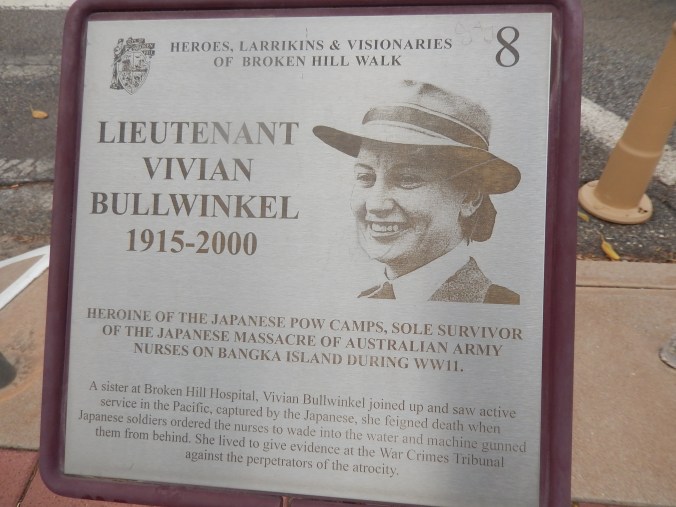 HEROES, LARRIKINS & VISIONARIES
OF BROKEN HILL WALK
8
LIEUTENANT
VIVIAN
BULLWINKEL
1915-2000
HEROINE OF THE JAPANESE POW CAMPS, SOLE SURVIVOR
OF THE JAPANESE MASSACRE OF AUSTRALIAN ARMY
NURSES ON BANGKA ISLAND DURING WW11.
A sister at Broken Hill Hospital, Vivian Bullwinkel joined up and saw active
service in the Pacific, captured by the Japanese, she feigned death when
Japanese soldiers ordered the nurses to wade into the water and machine gunned
them from behind. She lived to give evidence at the War Crimes Tribunal
against the perpetrators of the atrocity.